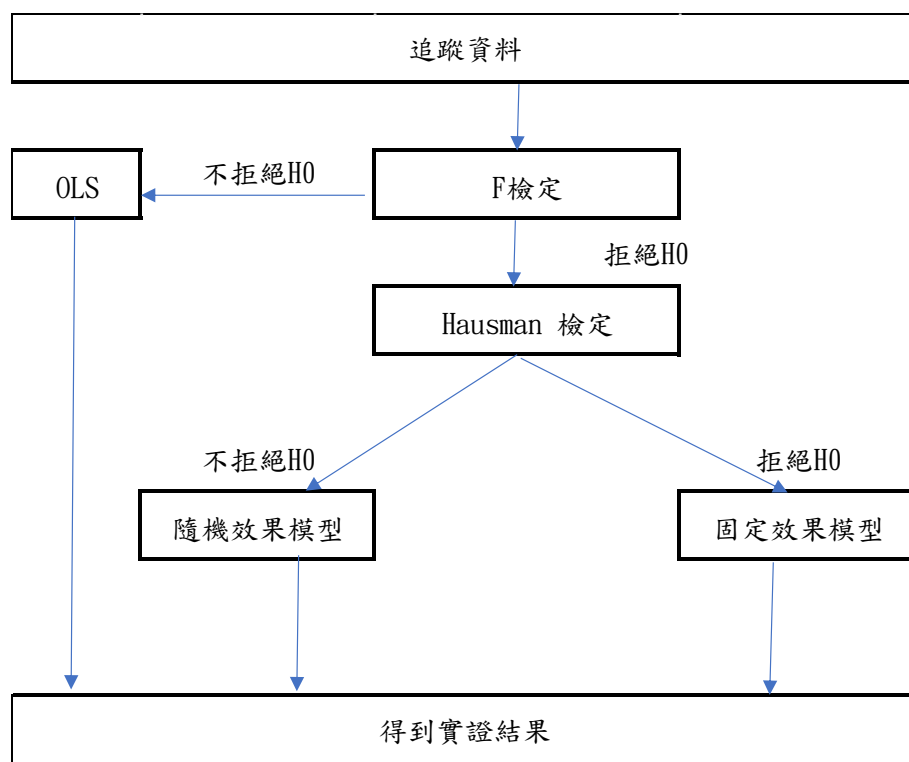 追蹤資料
OLS
不拒絕H0
F檢定
拒絕H0
Hausman 檢定
不拒絕H0
拒絕H0
隨機效果模型
固定效果模型
得到實證結果